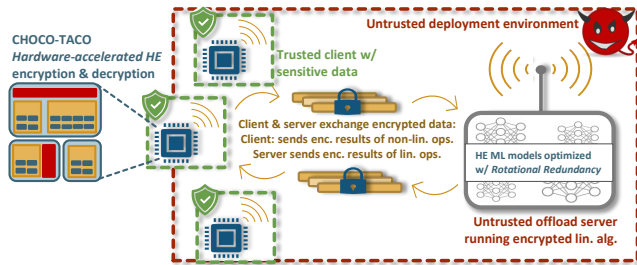 CHOCO-TACO
Hardware-accelerated HE
encryption & decryption
Untrusted deployment environment
Trusted client w/
sensitive data
Client & server exchange encrypted data:
Client: sends enc. results of non-lin. ops.
Server sends enc. results of lin. ops.
HE ML models optimized
w/ Rotational Redundancy
Untrusted offload server
running encrypted lin. alg.